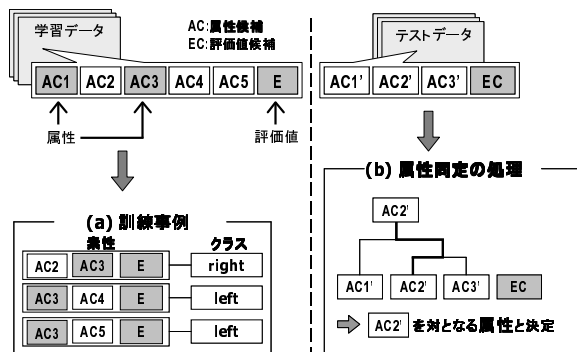 学習データ
AC:属性候補
EC:評価値候補
AC1 AC2 AC3 AC4 AC5 E
属性
評価値
(a) 訓練事例
素性 クラス
AC2 AC3 E right
AC3 AC4 E left
AC3 AC5 E left
テストデータ
AC1' AC2' AC3' EC
(b) 属性同定の処理
AC2'
AC1' AC2' AC3' EC
AC2' を対となる属性と決定